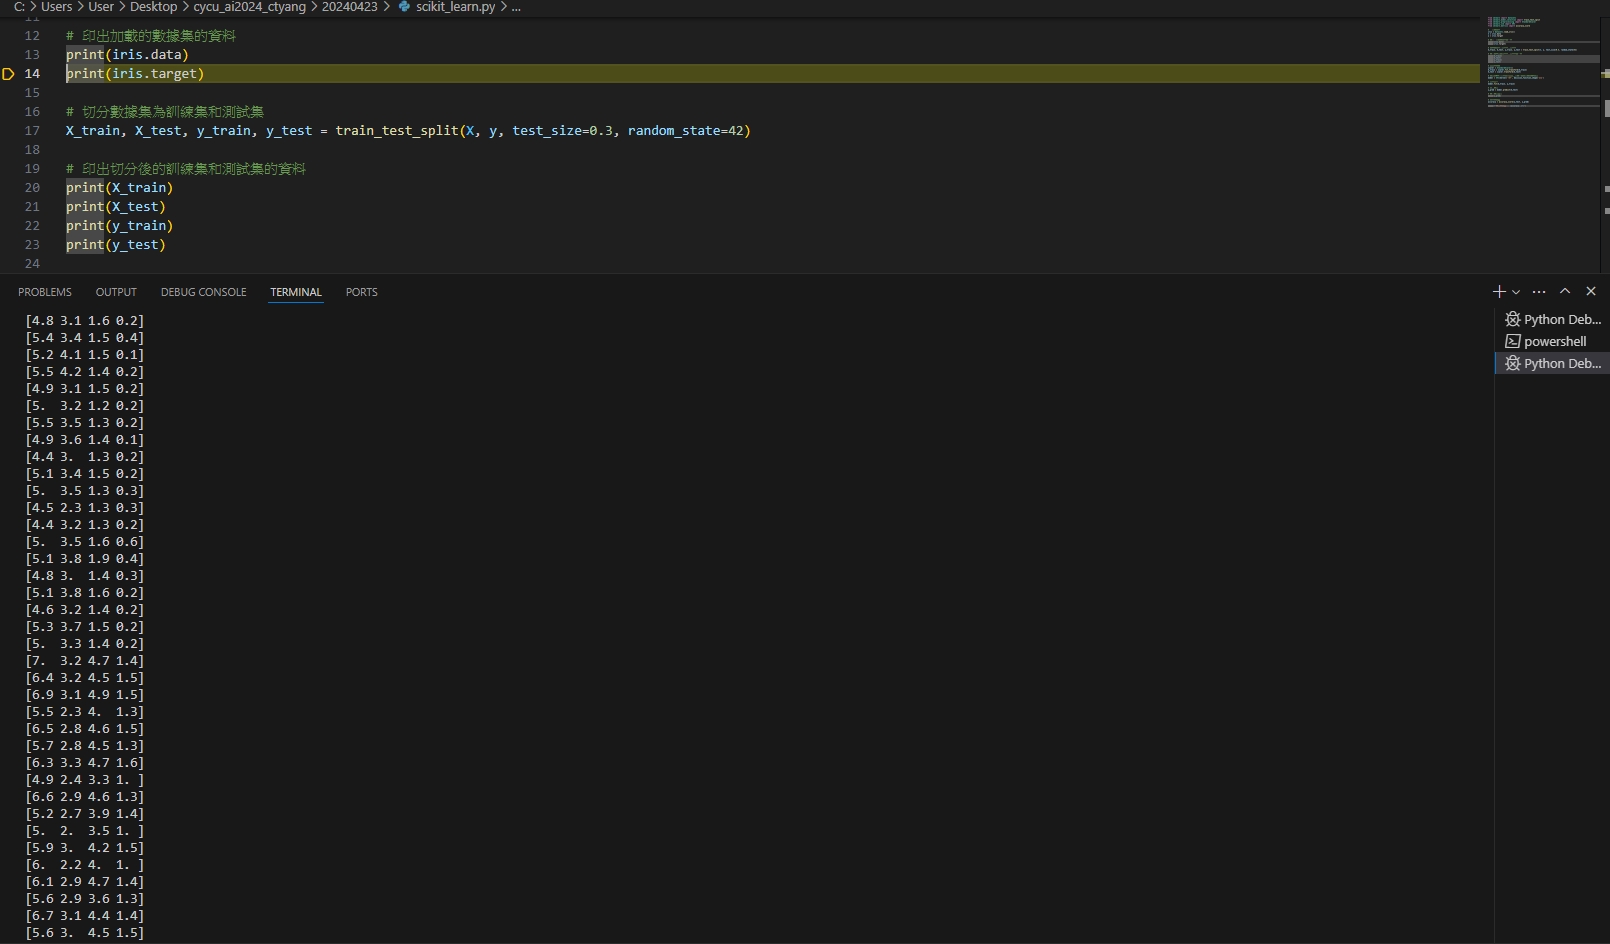 C: > Users > User > Desktop > cycu_ai2024_ctyang > 20240423 > scikit_learn.py > ...
11
12 # 印出加載的數據集的資料
13 print(iris.data)
14 print(iris.target)
15
16 # 切分數據集為訓練集和測試集
17 X_train, X_test, y_train, y_test = train_test_split(X, y, test_size=0.3, random_state=42)
18
19 # 印出切分後的訓練集和測試集的資料
20 print(X_train)
21 print(X_test)
22 print(y_train)
23 print(y_test)
24
PROBLEMS OUTPUT DEBUG CONSOLE TERMINAL PORTS
[4.8 3.1 1.6 0.2]
[5.4 3.4 1.5 0.4]
[5.2 4.1 1.5 0.1]
[5.5 4.2 1.4 0.2]
[4.9 3.1 1.5 0.2]
[5.  3.2 1.2 0.2]
[5.5 3.5 1.3 0.2]
[4.9 3.6 1.4 0.1]
[4.4 3.  1.3 0.2]
[5.1 3.4 1.5 0.2]
[5.  3.5 1.3 0.3]
[4.5 2.3 1.3 0.3]
[4.4 3.2 1.3 0.2]
[5.  3.5 1.6 0.6]
[5.1 3.8 1.9 0.4]
[4.8 3.  1.4 0.3]
[5.1 3.8 1.6 0.2]
[4.6 3.2 1.4 0.2]
[5.3 3.7 1.5 0.2]
[5.  3.3 1.4 0.2]
[7.  3.2 4.7 1.4]
[6.4 3.2 4.5 1.5]
[6.9 3.1 4.9 1.5]
[5.5 2.3 4.  1.3]
[6.5 2.8 4.6 1.5]
[5.7 2.8 4.5 1.3]
[6.3 3.3 4.7 1.6]
[4.9 2.4 3.3 1. ]
[6.6 2.9 4.6 1.3]
[5.2 2.7 3.9 1.4]
[5.  2.  3.5 1. ]
[5.9 3.  4.2 1.5]
[6.  2.2 4.  1. ]
[6.1 2.9 4.7 1.4]
[5.6 2.9 3.6 1.3]
[6.7 3.1 4.4 1.4]
[5.6 3.  4.5 1.5]
Python Deb...
powershell
Python Deb...